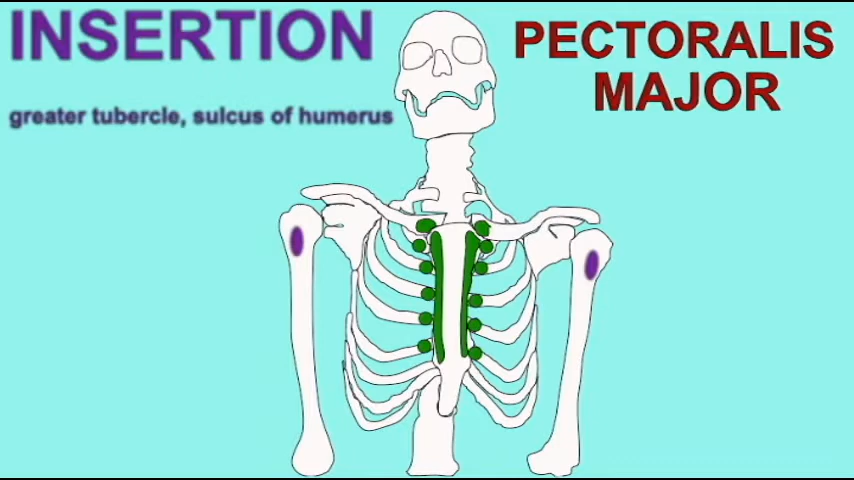 INSERTION
greater tubercle, sulcus of humerus
PECTORALIS
MAJOR